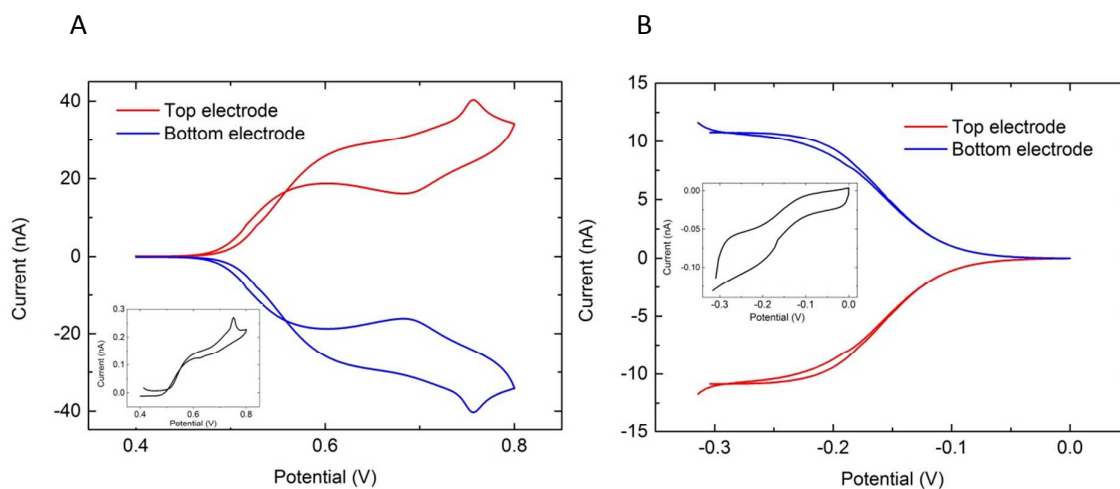 A
B
Top electrode
Bottom electrode
Current (nA)
40
20
0
-20
-40
0.4
0.6
0.8
Potential (V)
Current (nA)
0.3
0.2
0.1
0.0
0.4
0.6
0.8
Potential (V)
Top electrode
Bottom electrode
Current (nA)
15
10
5
0
-5
-10
-15
-0.3
-0.2
-0.1
0.0
Potential (V)
Current (nA)
0.00
-0.05
-0.10
-0.3
-0.2
-0.1
0.0
Potential (V)